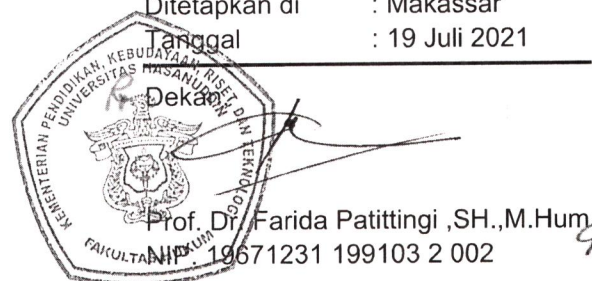 Ditetapkan di : Makassar
Tanggal : 19 Juli 2021
Dekan,
Prof. Dr. Farida Patittingi ,SH.,M.Hum
NIP. 19671231 199103 2 002
KEMENTERIAN PENDIDIKAN, KEBUDAYAAN, RISET, DAN TEKNOLOGI
UNIVERSITAS HASANUDDIN
FAKULTAS HUKUM